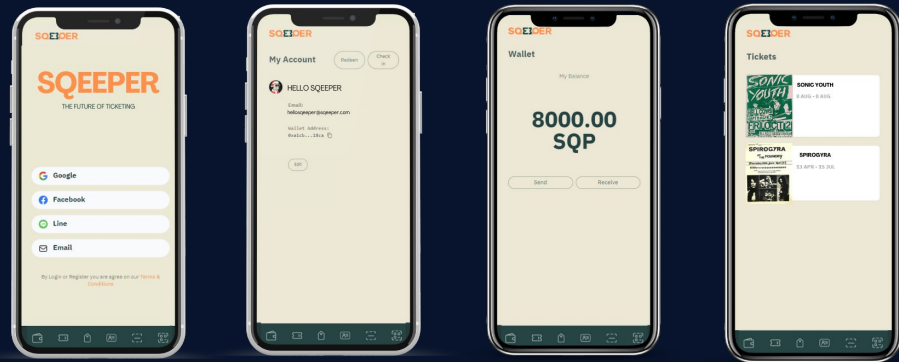 SQEEPER
SQEEPER
THE FUTURE OF TICKETING
Google
Facebook
Line
Email
By Login or Register you are agree on our Terms &
Conditions
SQEEPER
My Account
Redeem
Check
in
HELLO SQEEPER
Email:
hellosqeeper@sqeeper.com
Wallet Address:
Edit
SQEEPER
Wallet
My Balance
8000.00
SQP
Send
Receive
SQEEPER
Tickets
SONIC
YOUTH
SONIC YOUTH
SPIROGYRA
SPIROGYRA